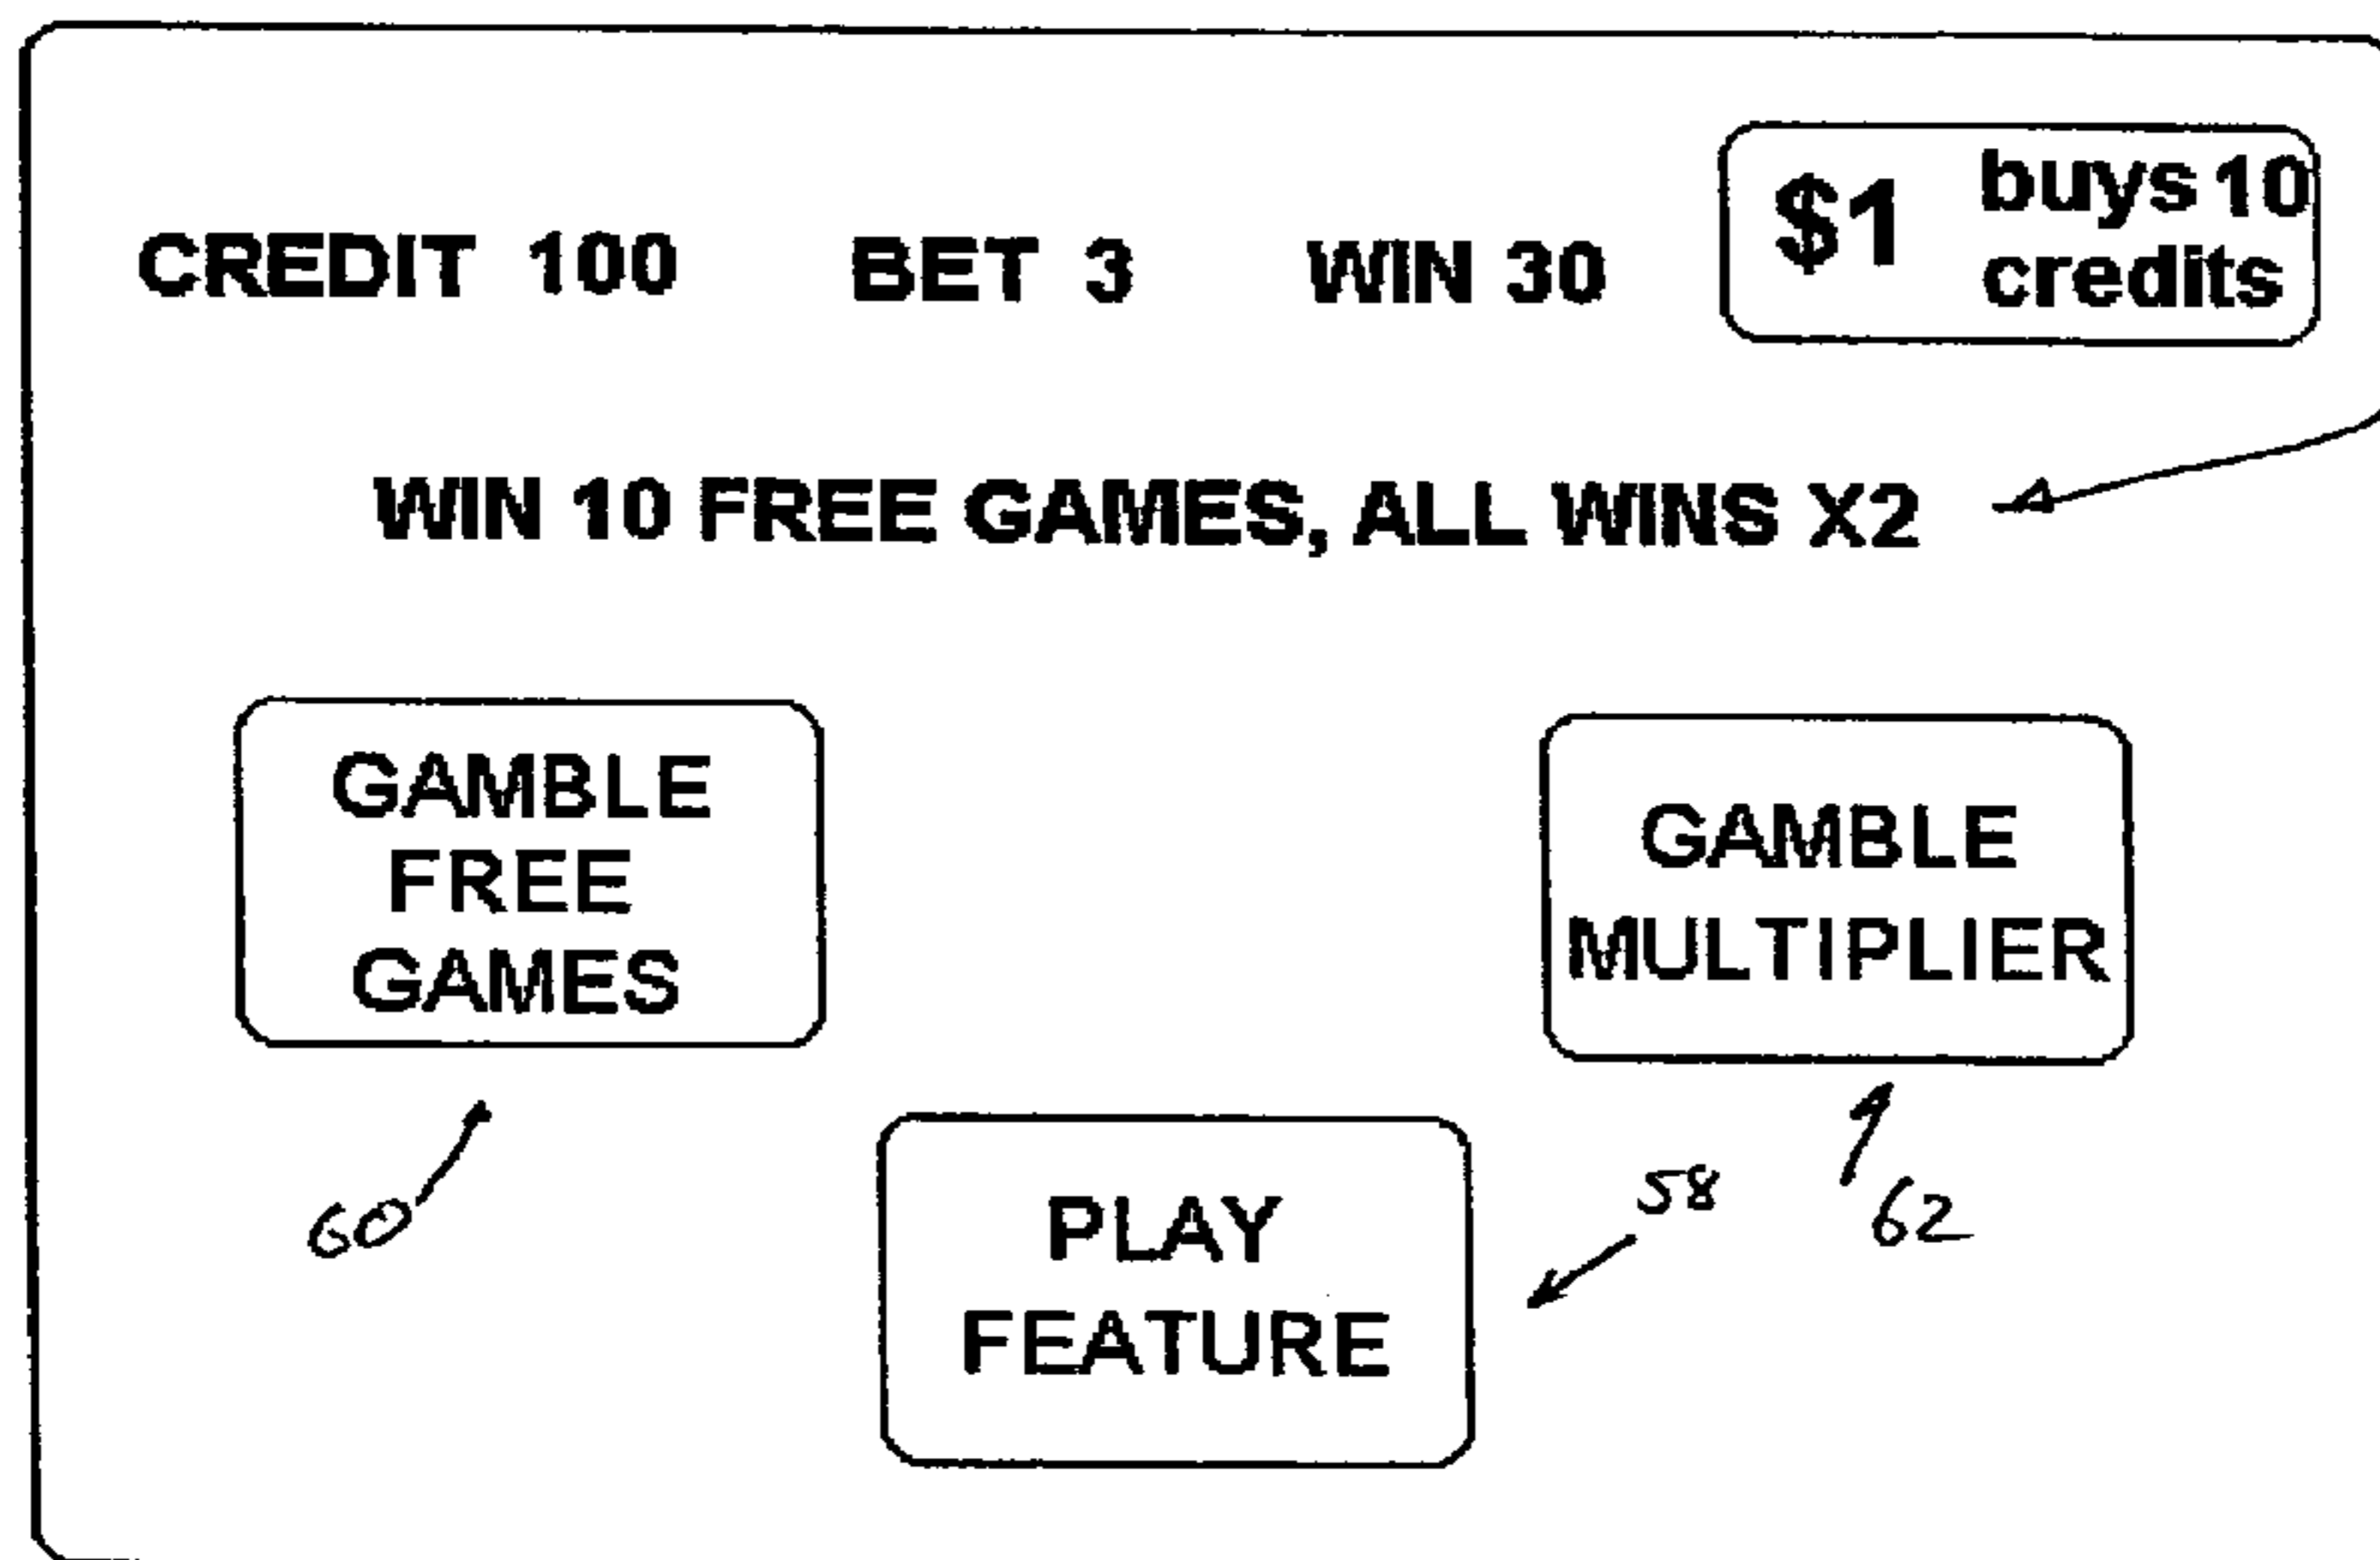 CREDIT 100 BET 3 WIN 30
$1 buys 10
credits
WIN 10 FREE GAMES, ALL WINS X2
GAMBLE
FREE
GAMES
GAMBLE
MULTIPLIER
60
PLAY
FEATURE
58
62